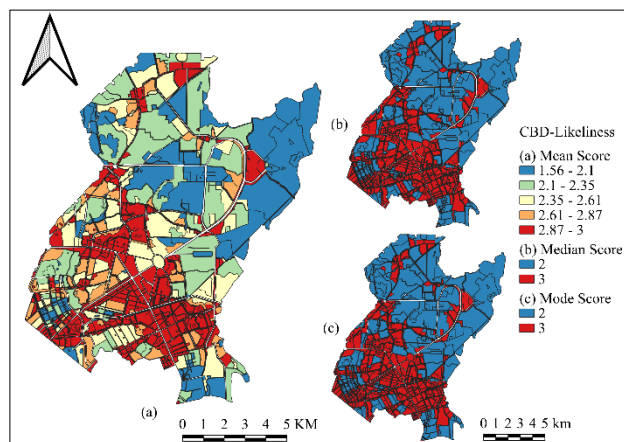 (b)
CBD-Likeliness
(a) Mean Score
1.56 - 2.1
2.1 - 2.35
2.35 - 2.61
2.61 - 2.87
2.87 - 3
(b) Median Score
2
3
(c) Mode Score
2
3
(c)
(a)
0 1 2 3 4 5 KM
0 1 2 3 4 5 km